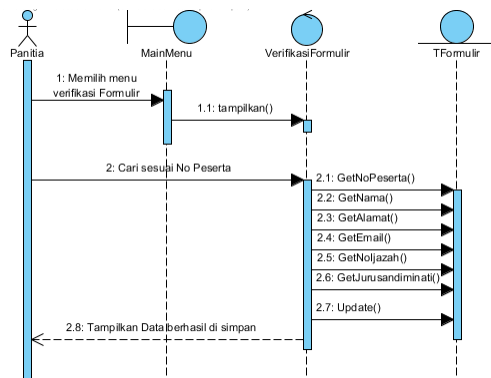 Panitia
MainMenu
VerifikasiFormulir
TFormulir
1: Memilih menu
verifikasi Formulir
1.1: tampilkan()
2: Cari sesuai No Peserta
2.1: GetNoPeserta()
2.2: GetNama()
2.3: GetAlamat()
2.4: GetEmail()
2.5: GetNoIjazah()
2.6: GetJurusandiminati()
2.7: Update()
2.8: Tampilkan Data berhasil di simpan